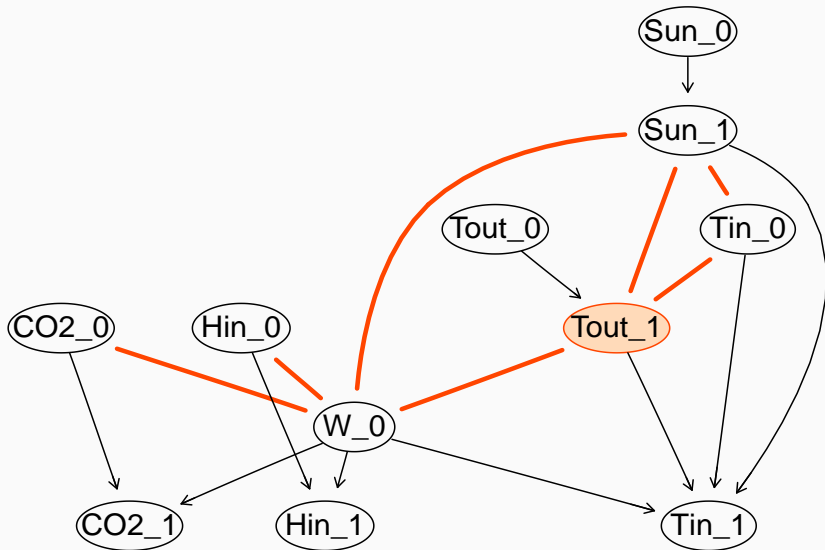 Sun_0
Sun_1
Tout_0
Tin_0
CO2_0
Hin_0
Tout_1
W_0
CO2_1
Hin_1
Tin_1